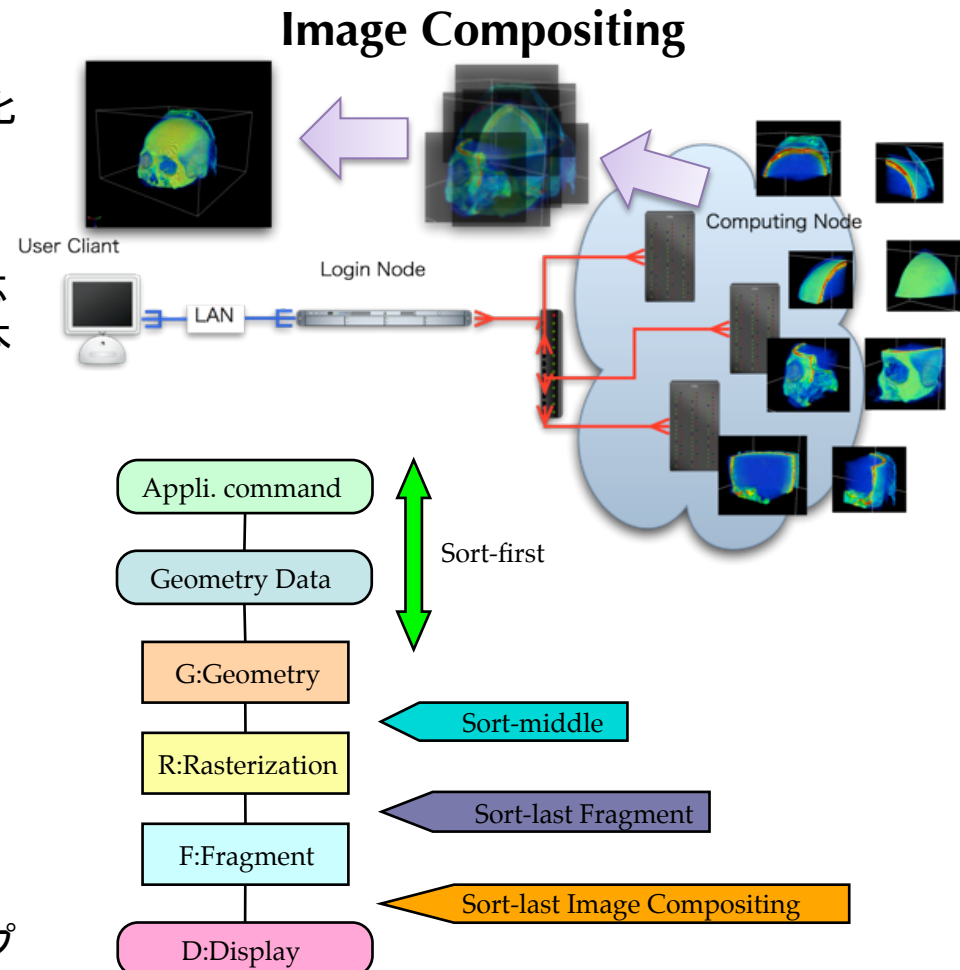 Image Compositing
User Cliant
Login Node
Computing Node
LAN
Appli. command
Sort-first
Geometry Data
G:Geometry
Sort-middle
R:Rasterization
Sort-last Fragment
F:Fragment
Sort-last Image Compositing
D:Display
プ